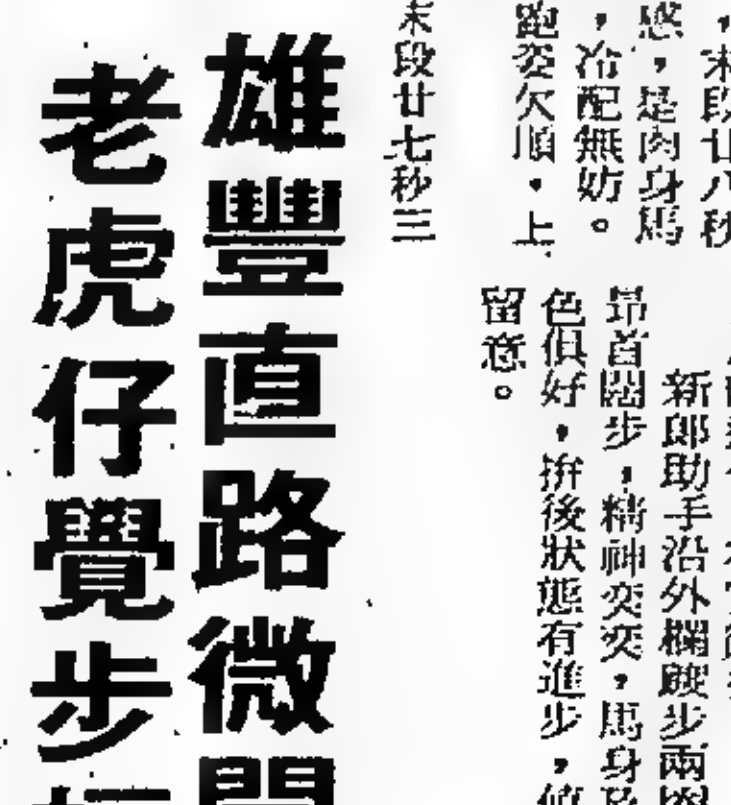 ，末段廿八秒
感，是肉身馬
，冷配無妨。
跑姿欠順，上
末段廿七秒三
新郎助手沿外欄踱步兩圈
昂首闊步，精神奕奕，馬身及
色俱好，拚後狀態有進步，值
留意。
雄豐直路微開
老虎仔覺步